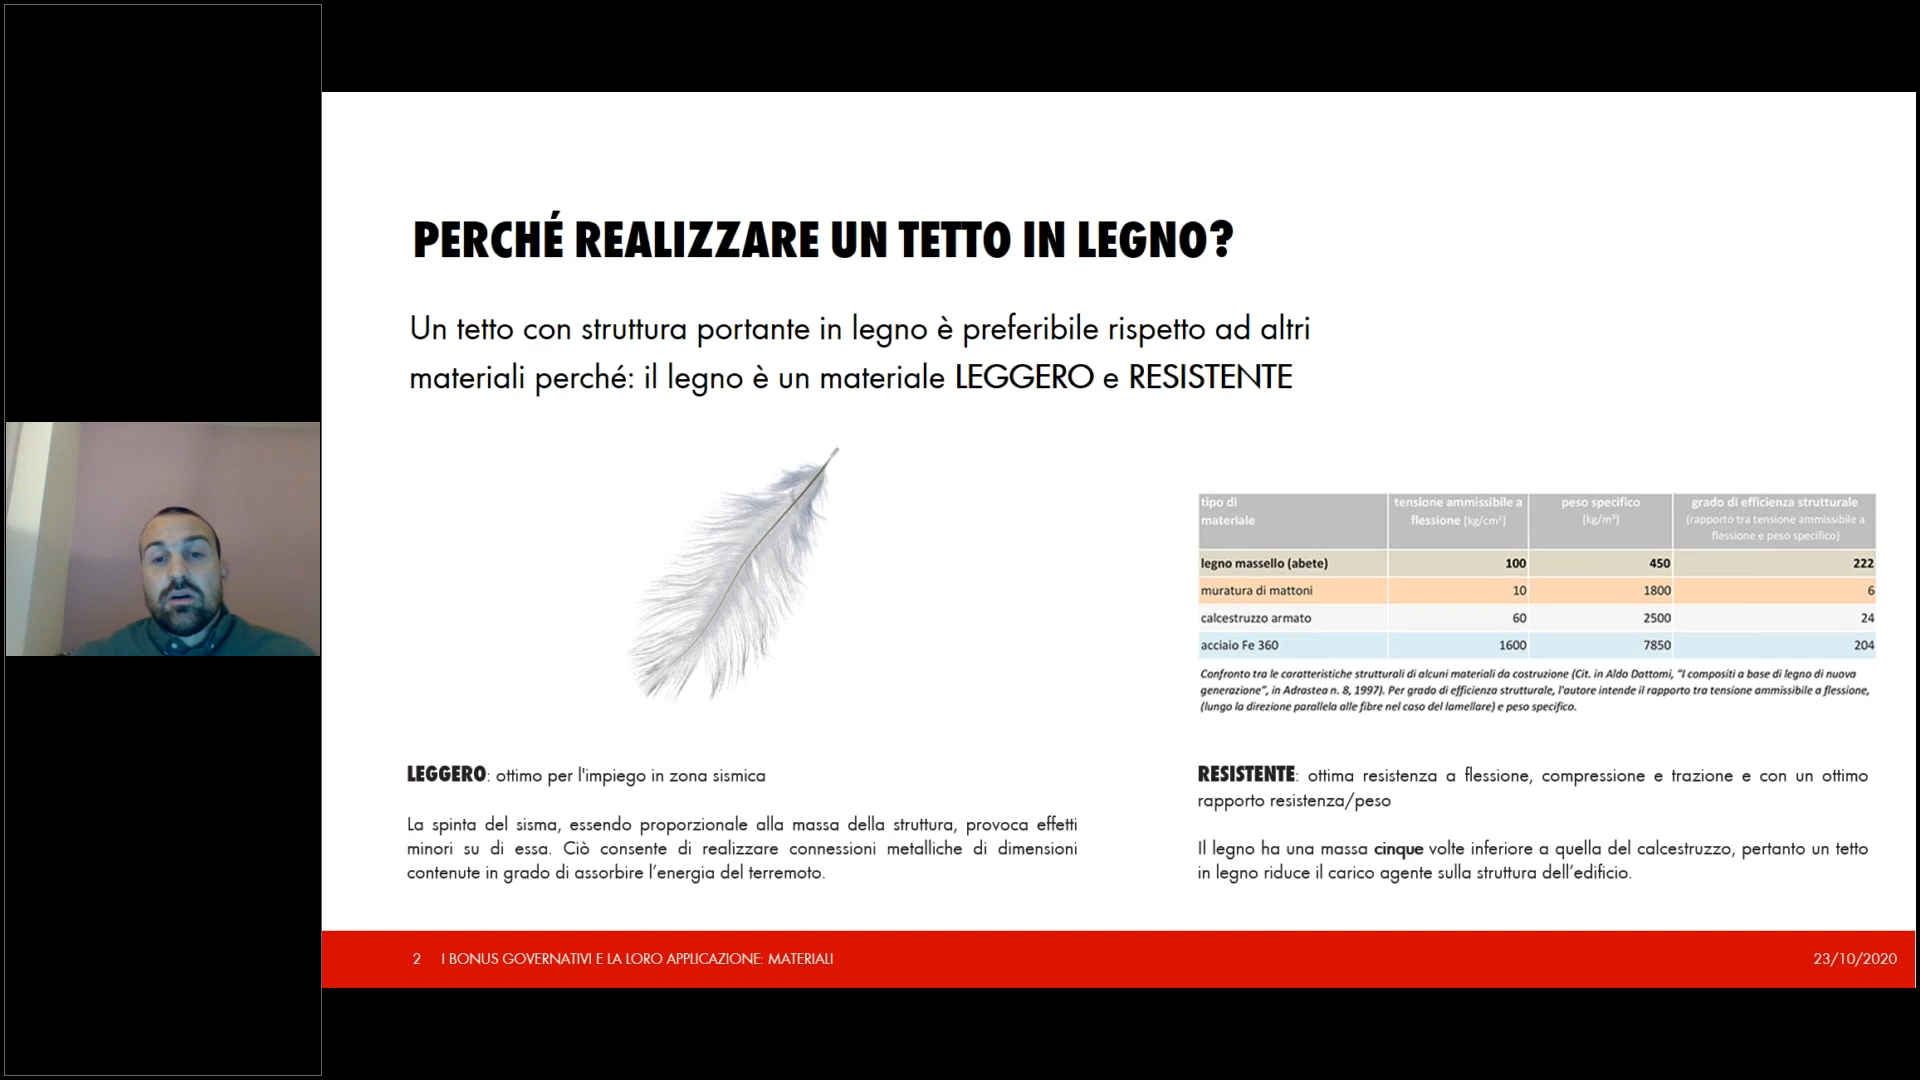 PERCHÉ REALIZZARE UN TETTO IN LEGNO?
Un tetto con struttura portante in legno è preferibile rispetto ad altri
materiali perché: il legno è un materiale LEGGERO e RESISTENTE
tipo di materiale | tensione ammissibile a flessione [kg/cm²] | peso specifico [kg/m³] | grado di efficienza strutturale (rapporto tra tensione ammissibile a flessione e peso specifico)
legno massello (abete) 100 450 222
muratura di mattoni 10 1800 6
calcestruzzo armato 60 2500 24
acciaio Fe 360 1600 7850 204
Confronto tra le caratteristiche strutturali di alcuni materiali da costruzione (Cit. in Aldo Dattomi, "I compositi a base di legno di nuova
generazione", in Adrastea n. 8, 1997). Per grado di efficienza strutturale, l'autore intende il rapporto tra tensione ammissibile a flessione,
(lungo la direzione parallela alle fibre nel caso del lamellare) e peso specifico.
LEGGERO: ottimo per l'impiego in zona sismica
La spinta del sisma, essendo proporzionale alla massa della struttura, provoca effetti
minori su di essa. Ciò consente di realizzare connessioni metalliche di dimensioni
contenute in grado di assorbire l'energia del terremoto.
RESISTENTE: ottima resistenza a flessione, compressione e trazione e con un ottimo
rapporto resistenza/peso
Il legno ha una massa cinque volte inferiore a quella del calcestruzzo, pertanto un tetto
in legno riduce il carico agente sulla struttura dell'edificio.
2 I BONUS GOVERNATIVI E LA LORO APPLICAZIONE: MATERIALI
23/10/2020